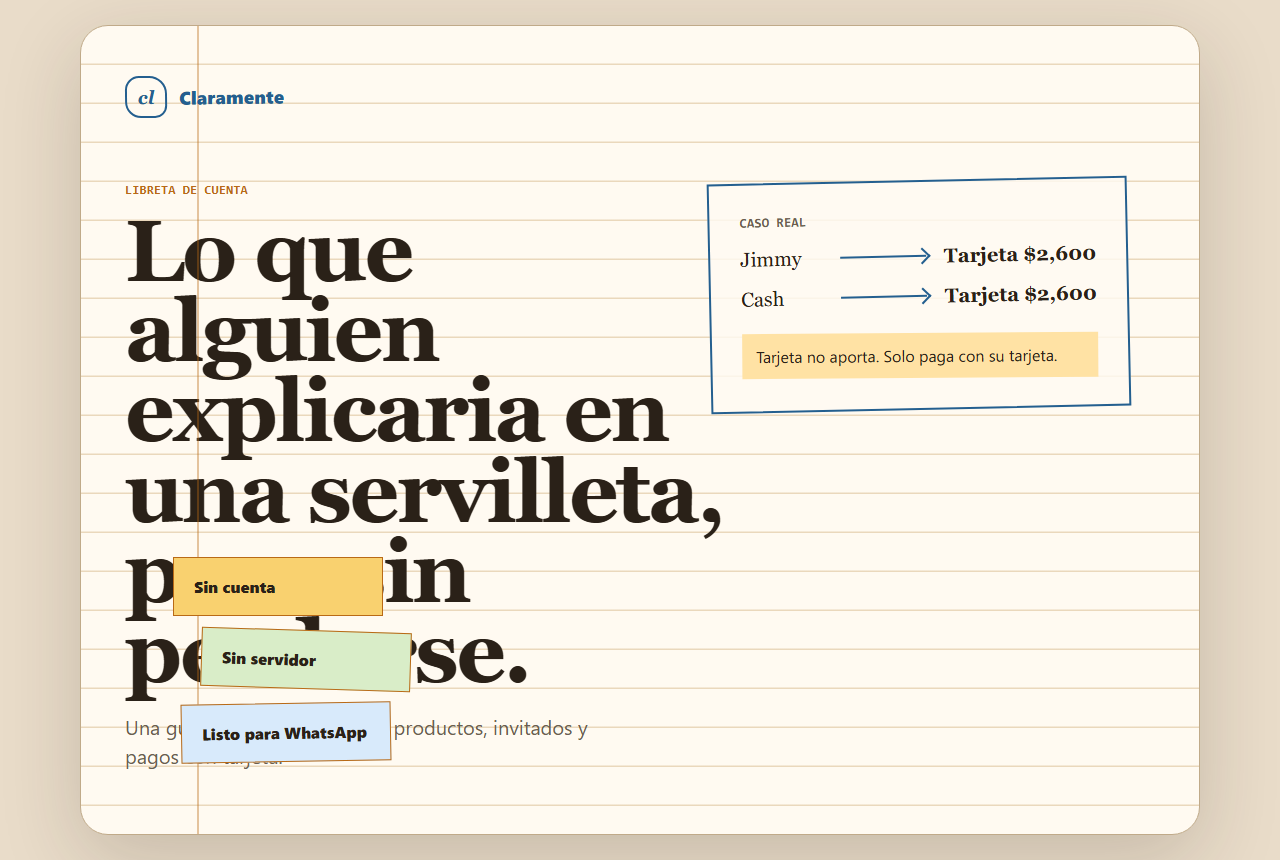 cl Claramente
LIBRETA DE CUENTA
Lo que
alguien
explicaria en
una servilleta,
in
se.
Una productos, invitados y
pagos
CASO REAL
Jimmy Tarjeta $2,600
Cash Tarjeta $2,600
Tarjeta no aporta. Solo paga con su tarjeta.
Sin cuenta
Sin servidor
Listo para WhatsApp